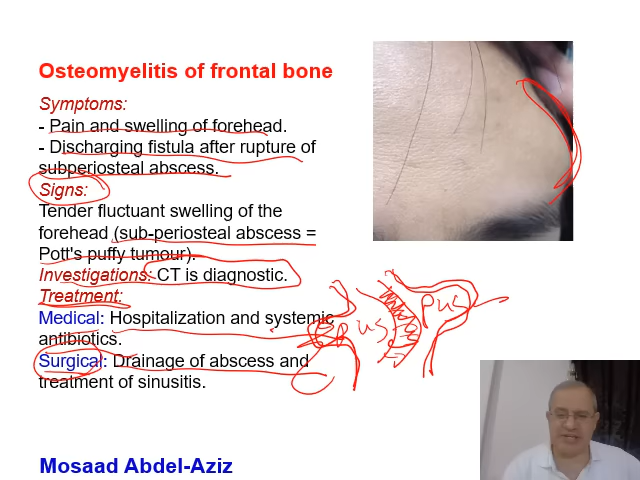 Osteomyelitis of frontal bone
Symptoms:
- Pain and swelling of forehead.
- Discharging fistula after rupture of
subperiosteal abscess.
Signs:
Tender fluctuant swelling of the
forehead (sub-periosteal abscess =
Pott's puffy tumour).
Investigations: CT is diagnostic.
Treatment:
Medical: Hospitalization and systemic
antibiotics.
Surgical: Drainage of abscess and
treatment of sinusitis.
pus
pus
Mosaad Abdel-Aziz